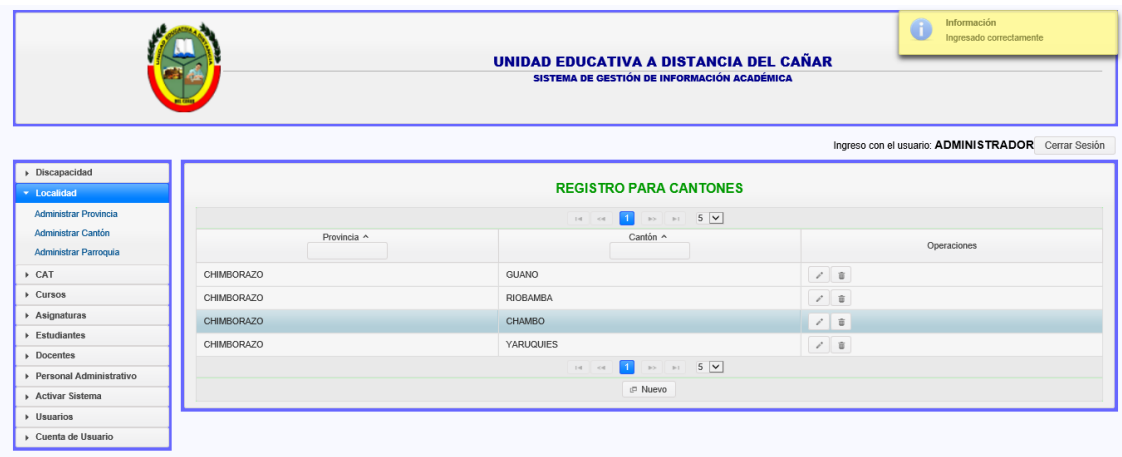 Información
Ingresado correctamente
UNIDAD EDUCATIVA A DISTANCIA DEL CAÑAR
SISTEMA DE GESTIÓN DE INFORMACIÓN ACADÉMICA
Ingreso con el usuario: ADMINISTRADOR Cerrar Sesión
Discapacidad
Localidad
Administrar Provincia
Administrar Cantón
Administrar Parroquia
CAT
Cursos
Asignaturas
Estudiantes
Docentes
Personal Administrativo
Activar Sistema
Usuarios
Cuenta de Usuario
REGISTRO PARA CANTONES
1 5
Provincia Cantón Operaciones
CHIMBORAZO GUANO
CHIMBORAZO RIOBAMBA
CHIMBORAZO CHAMBO
CHIMBORAZO YARUQUIES
1 5
Nuevo